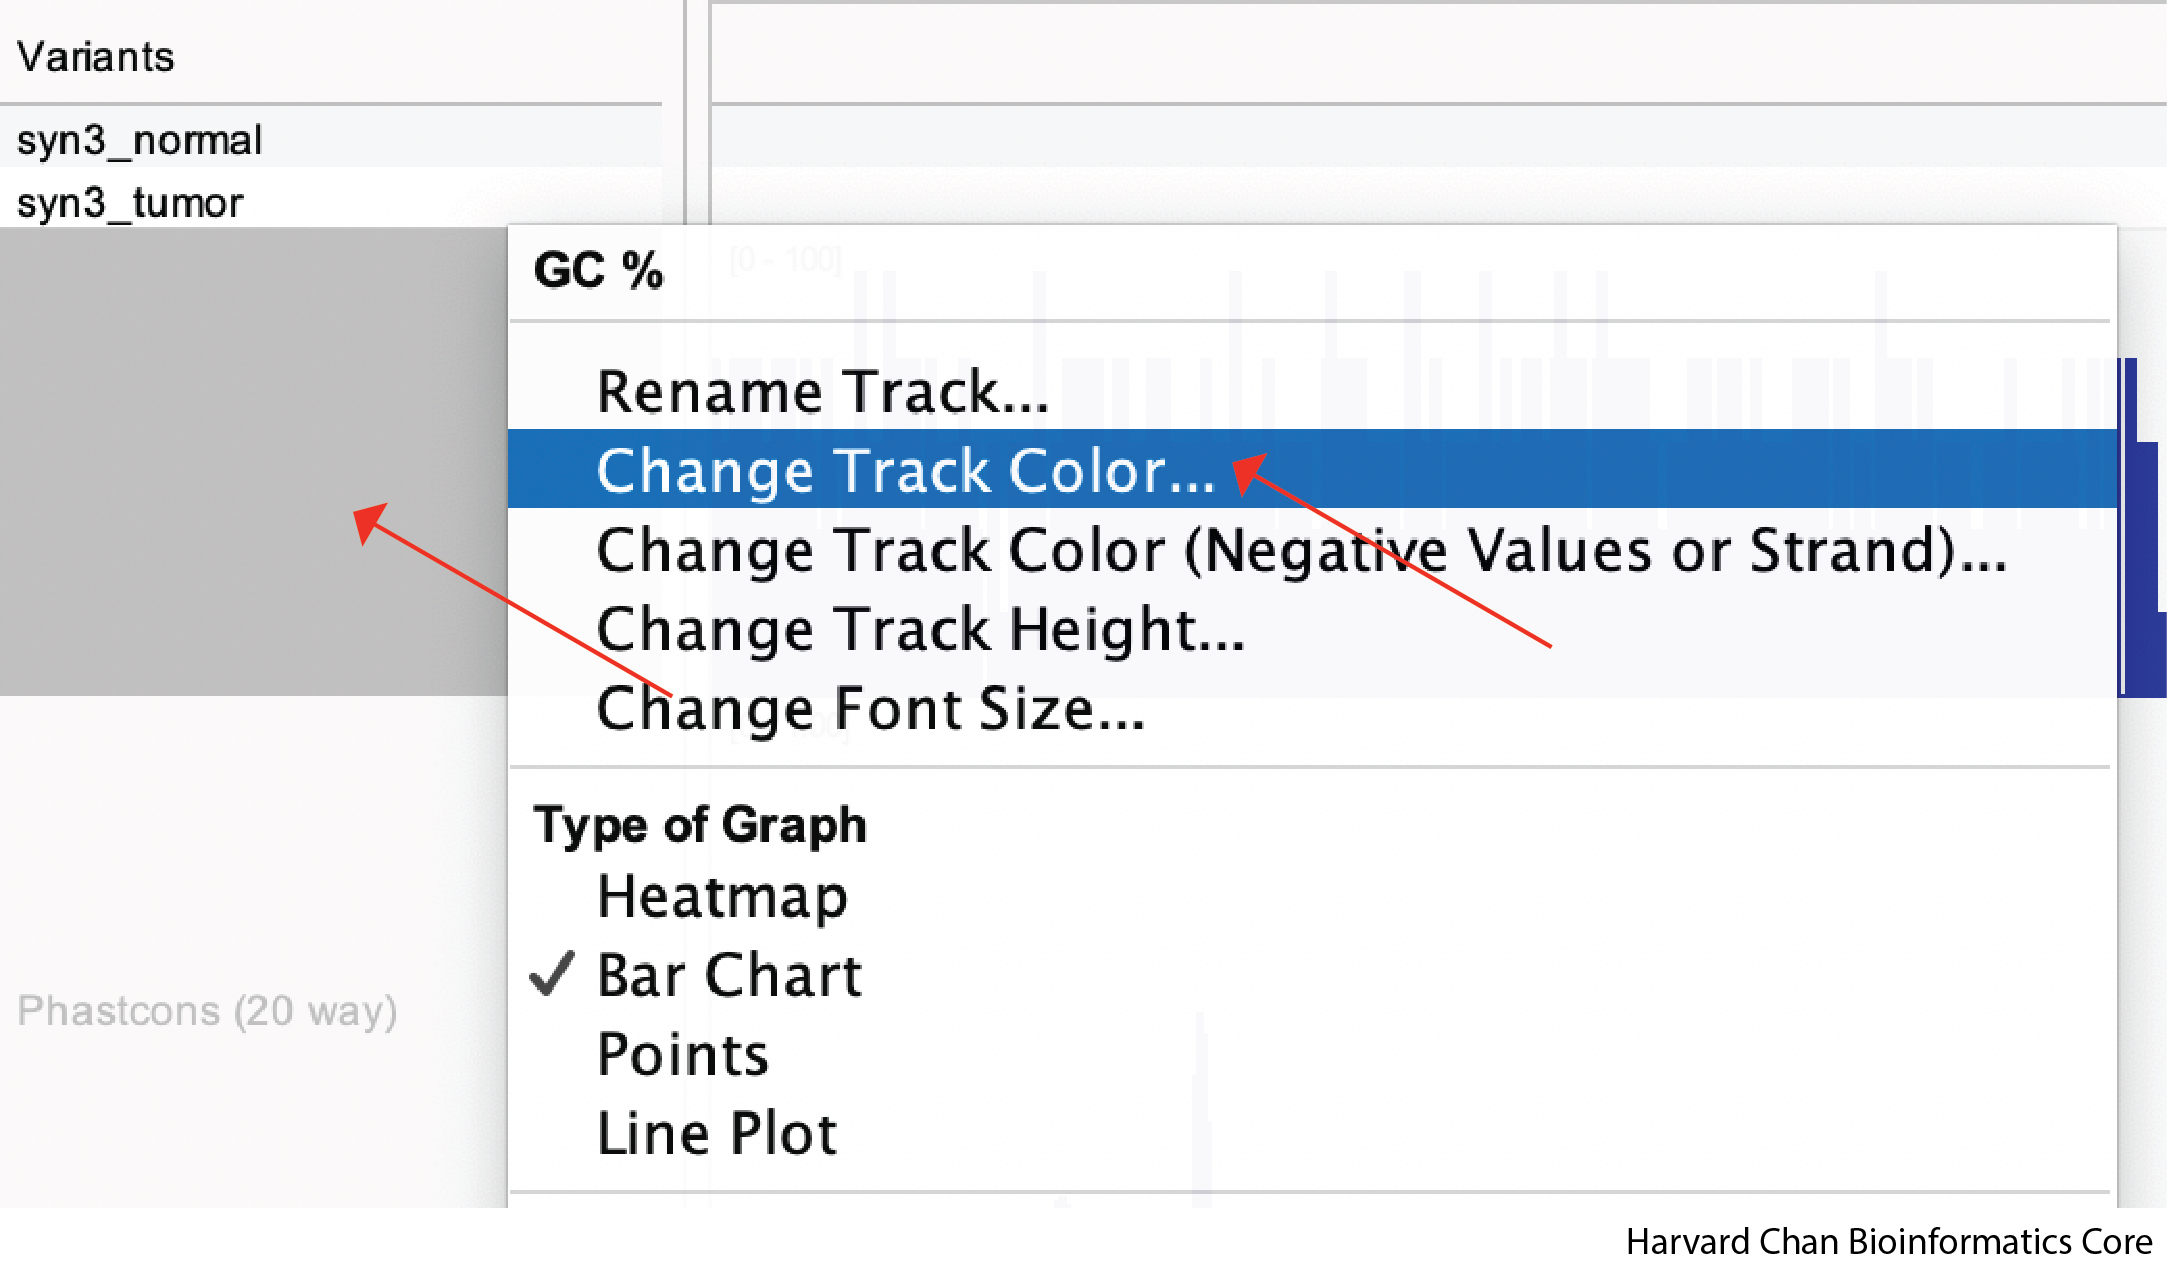 Variants
syn3_normal
syn3_tumor
[0 - 100]
GC %
Rename Track...
Change Track Color...
Change Track Color (Negative Values or Strand)...
Change Track Height...
Change Font Size...
Type of Graph
Heatmap
✓ Bar Chart
Phastcons (20 way)
Points
Line Plot
Harvard Chan Bioinformatics Core